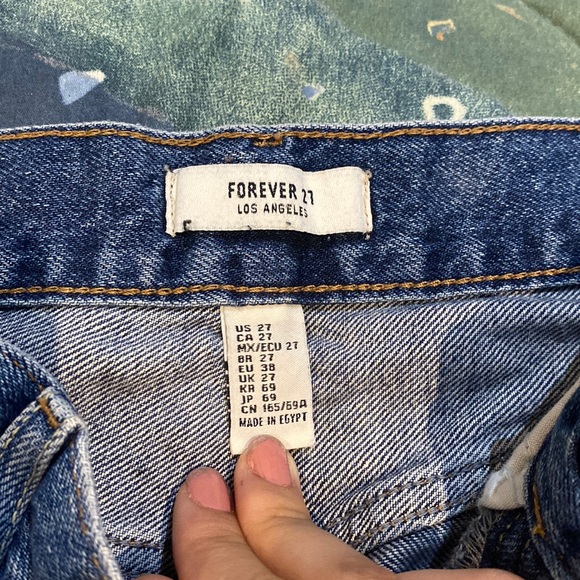 FOREVER 21
LOS ANGELES
US 27
CA 27
MX/ECU 27
BR 27
EU 38
UK 27
KR 69
JP 69
CN 165/69A
MADE IN EGYPT